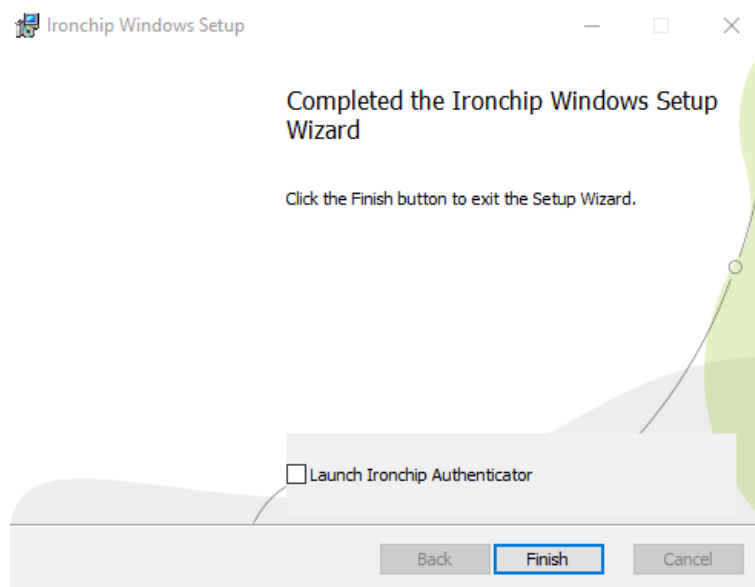 Ironchip Windows Setup
Completed the Ironchip Windows Setup
Wizard
Click the Finish button to exit the Setup Wizard.
Launch Ironchip Authenticator
Back Finish Cancel